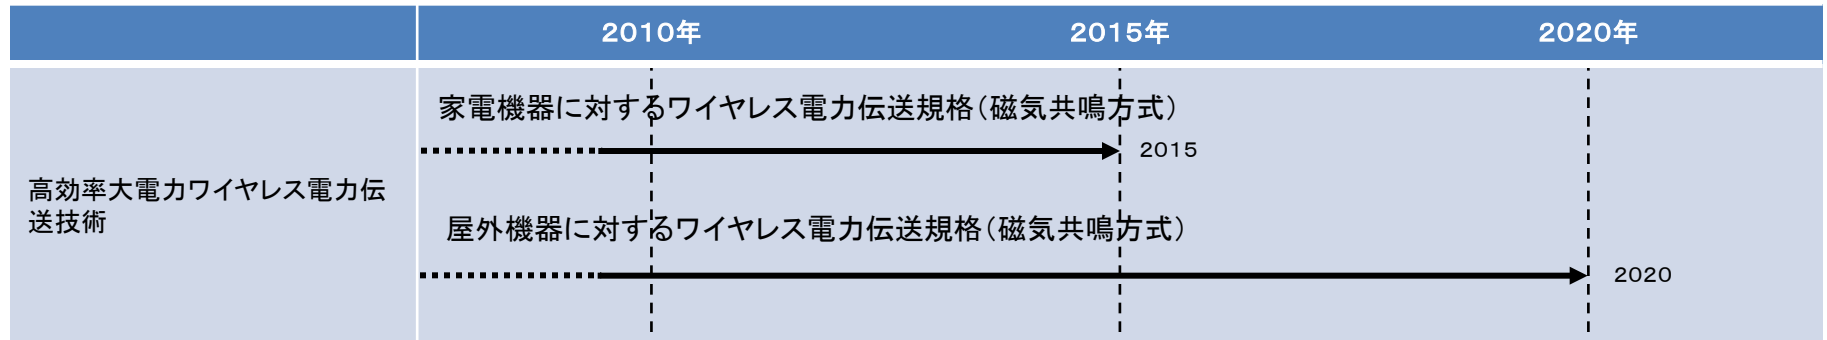 2010年 2015年 2020年
家電機器に対するワイヤレス電力伝送規格(磁気共鳴方式)
2015
高効率大電力ワイヤレス電力伝
送技術
屋外機器に対するワイヤレス電力伝送規格(磁気共鳴方式)
2020